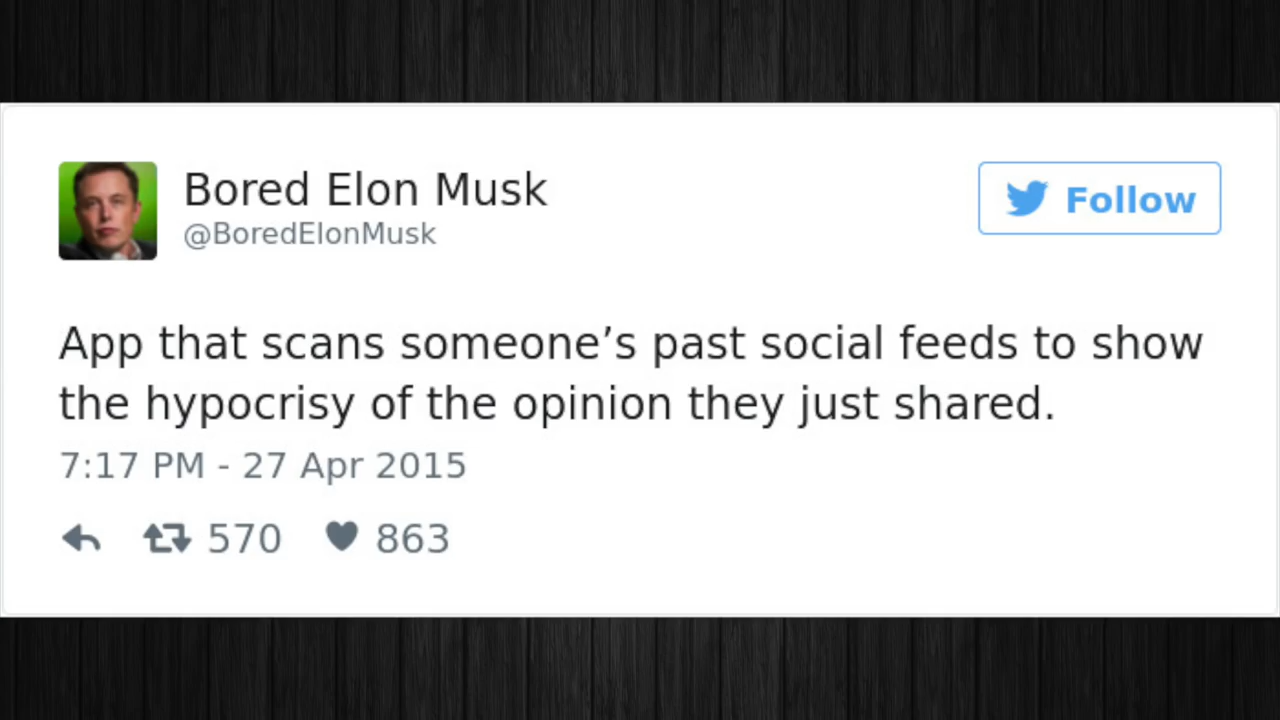 Bored Elon Musk
@BoredElonMusk
Follow
App that scans someone’s past social feeds to show
the hypocrisy of the opinion they just shared.
7:17 PM - 27 Apr 2015
570 863